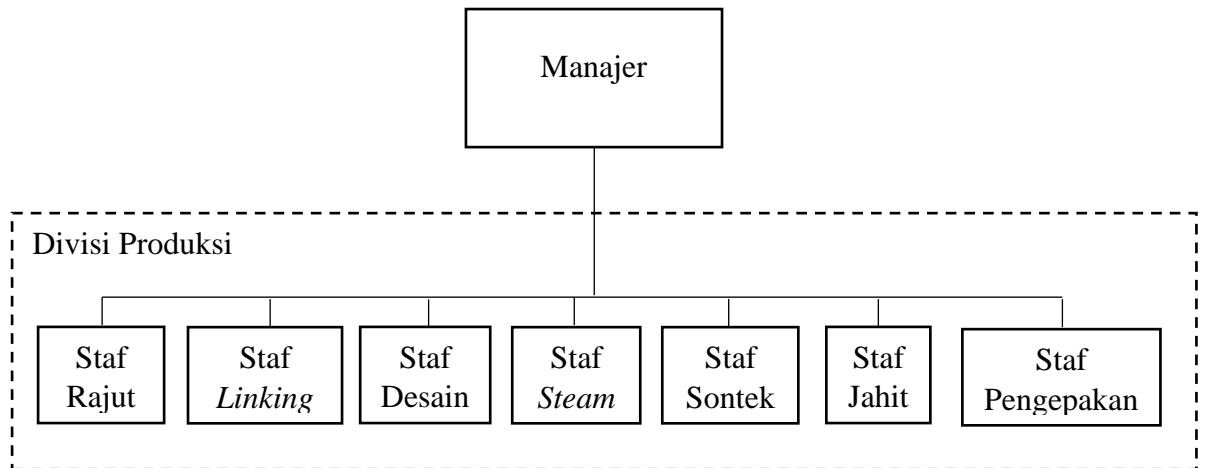 Manajer
Divisi Produksi
Staf
Rajut
Staf
Linking
Staf
Desain
Staf
Steam
Staf
Sontek
Staf
Jahit
Staf
Pengepakan